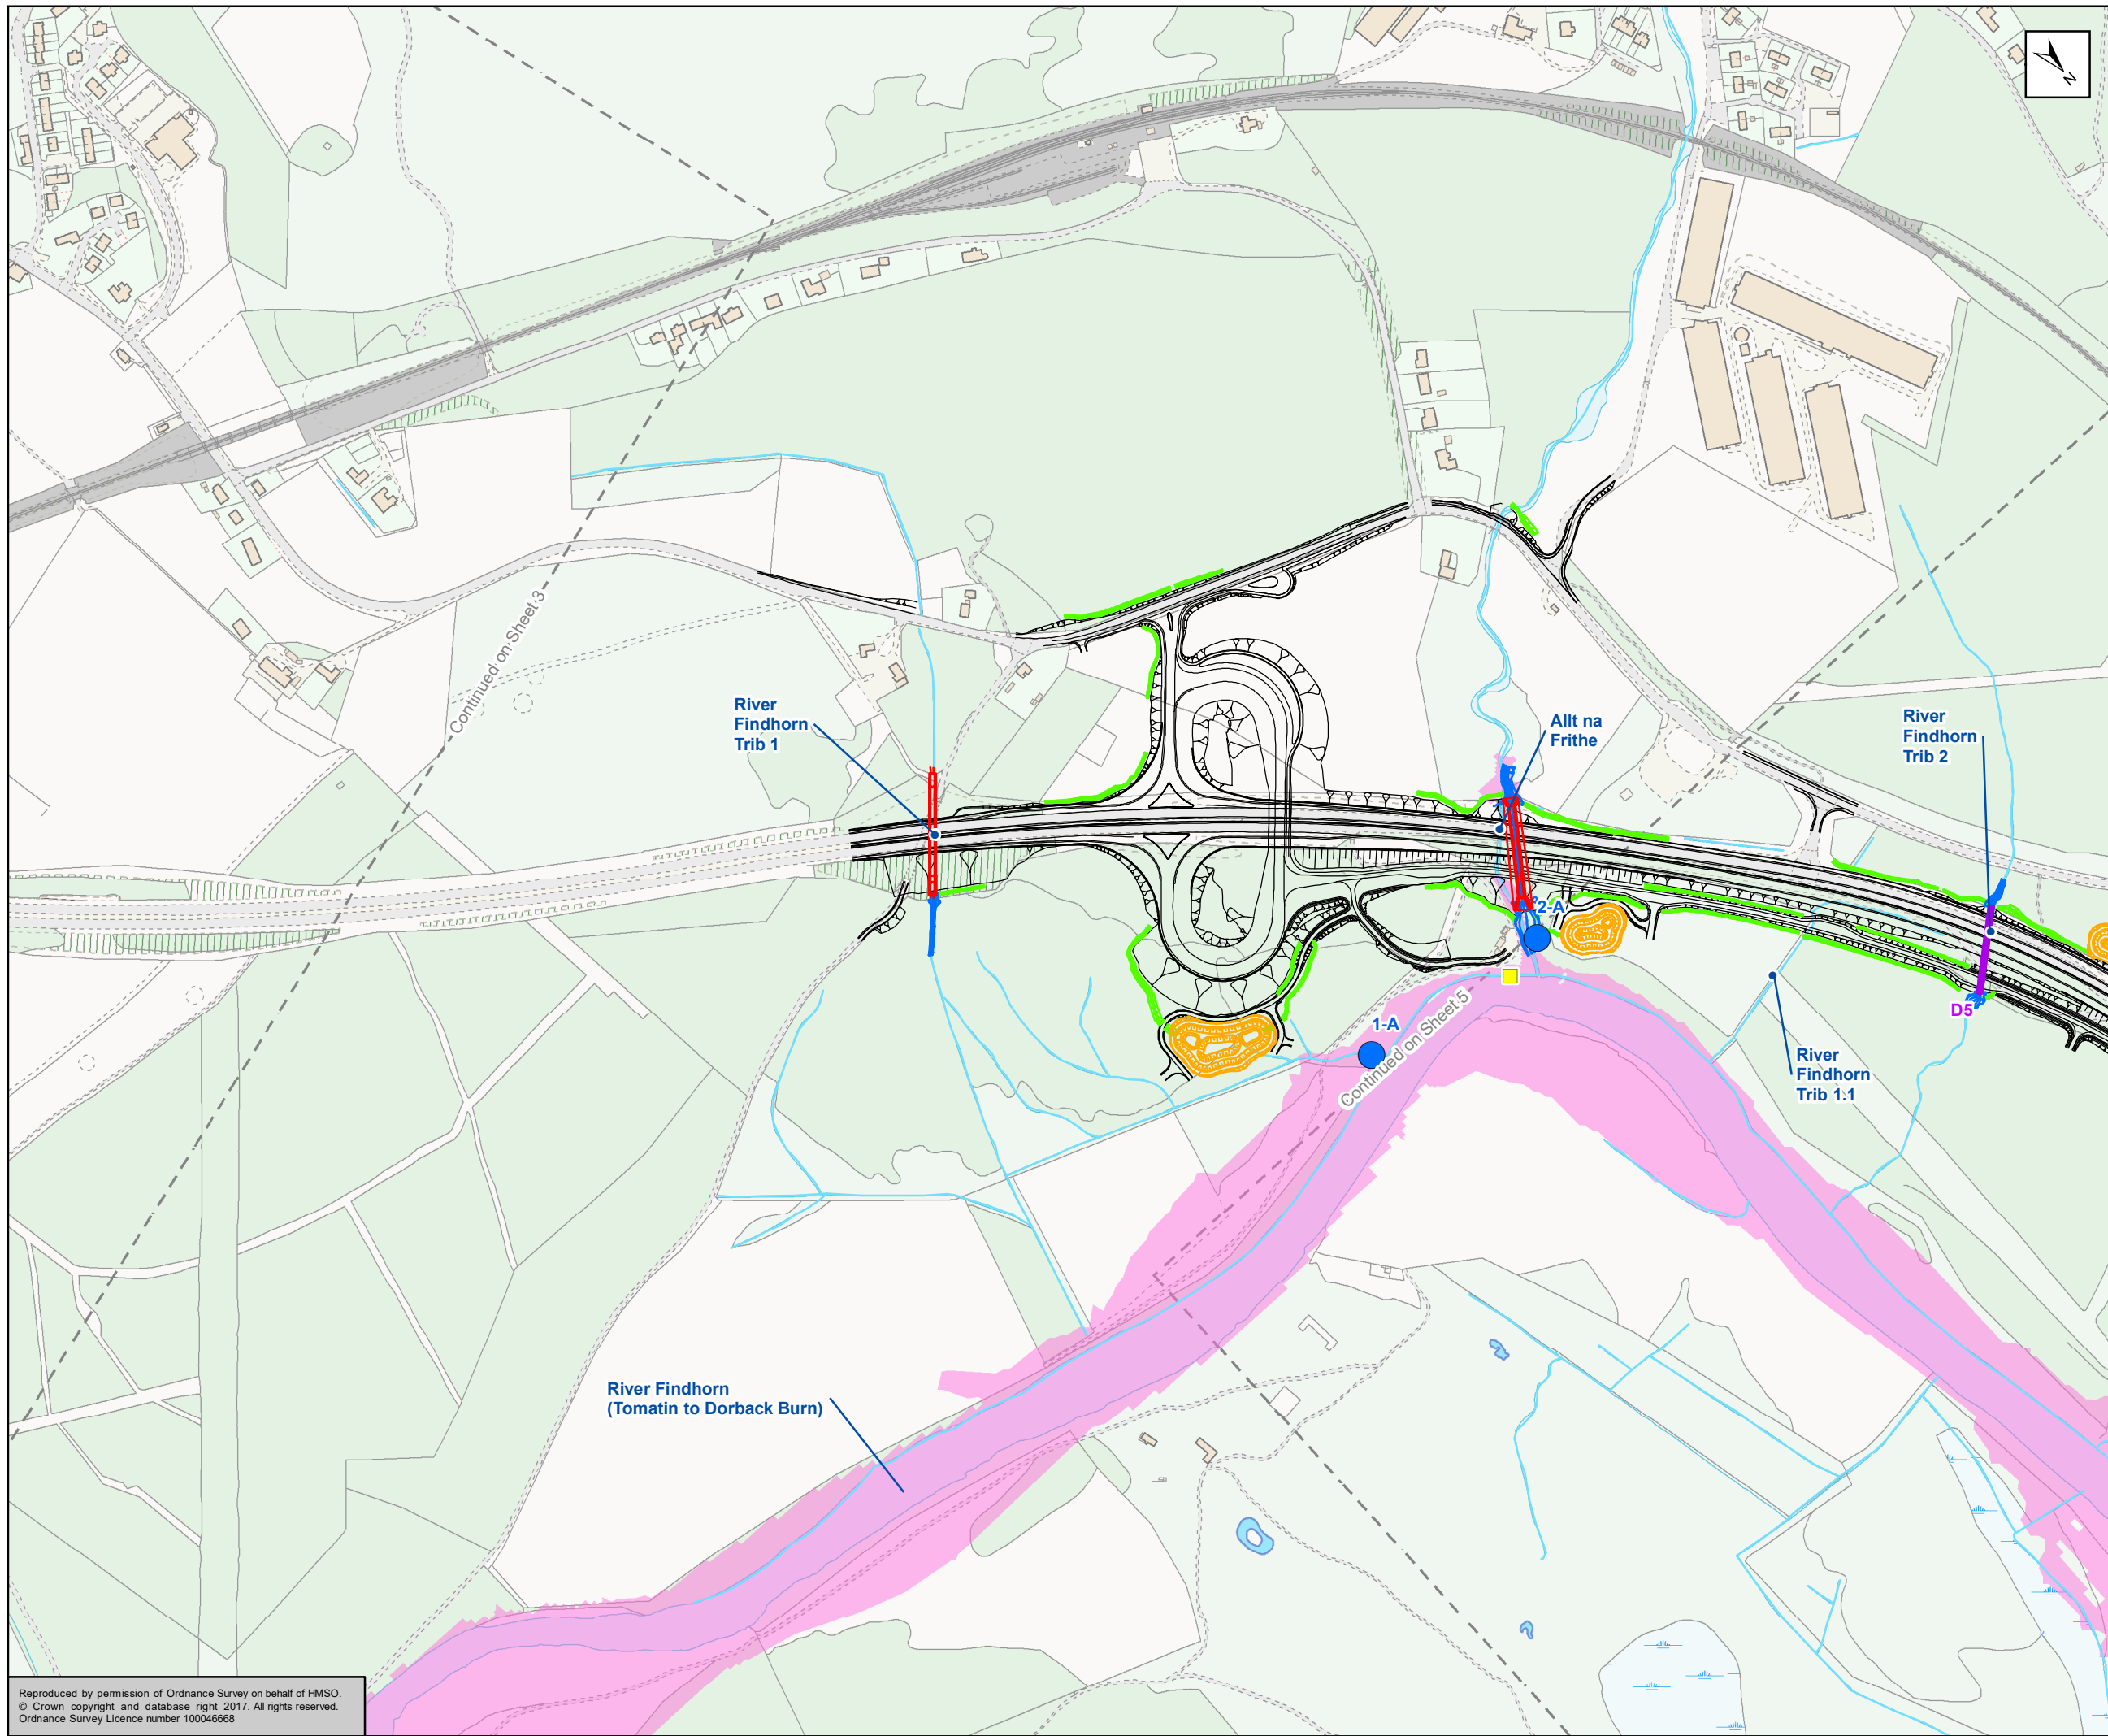 N
Continued on Sheet 3
River
Findhorn
Trib 1
Allt na
Frithe
River
Findhorn
Trib 2
2-A
D5
1-A
Continued on Sheet 5
River
Findhorn
Trib 1.1
River Findhorn
(Tomatin to Dorback Burn)
Reproduced by permission of Ordnance Survey on behalf of HMSO.
© Crown copyright and database right 2017. All rights reserved.
Ordnance Survey Licence number 100046668